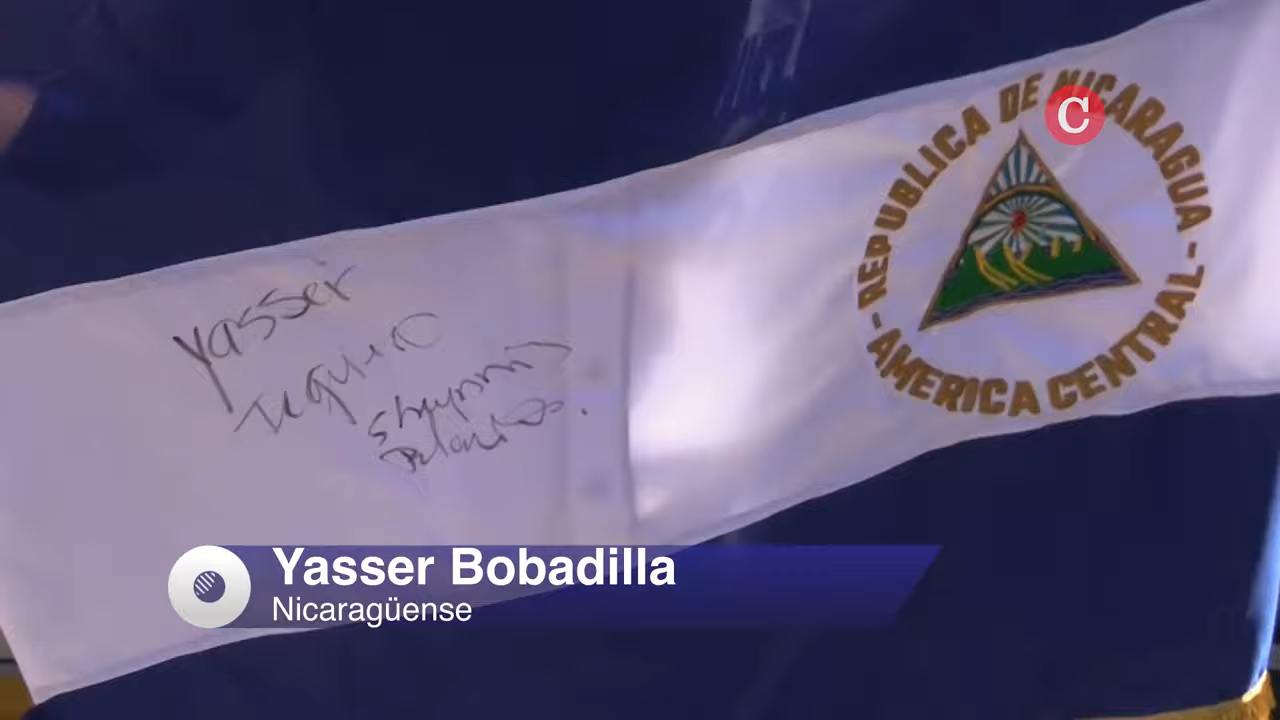 REPUBLICA DE NICARAGUA
C
- AMERICA CENTRAL -
Yasser
Yasser Bobadilla
Nicaragüense